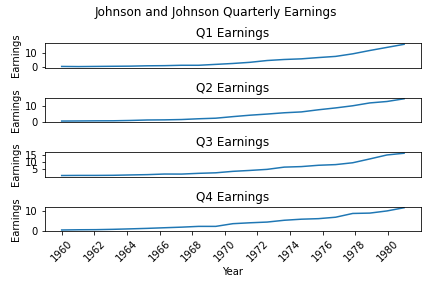 Johnson and Johnson Quarterly Earnings
Q1 Earnings
Earnings
10
0
Q2 Earnings
Earnings
10
0
Q3 Earnings
Earnings
15
10
5
Q4 Earnings
Earnings
10
0
1960 1962 1964 1966 1968 1970 1972 1974 1976 1978 1980
Year